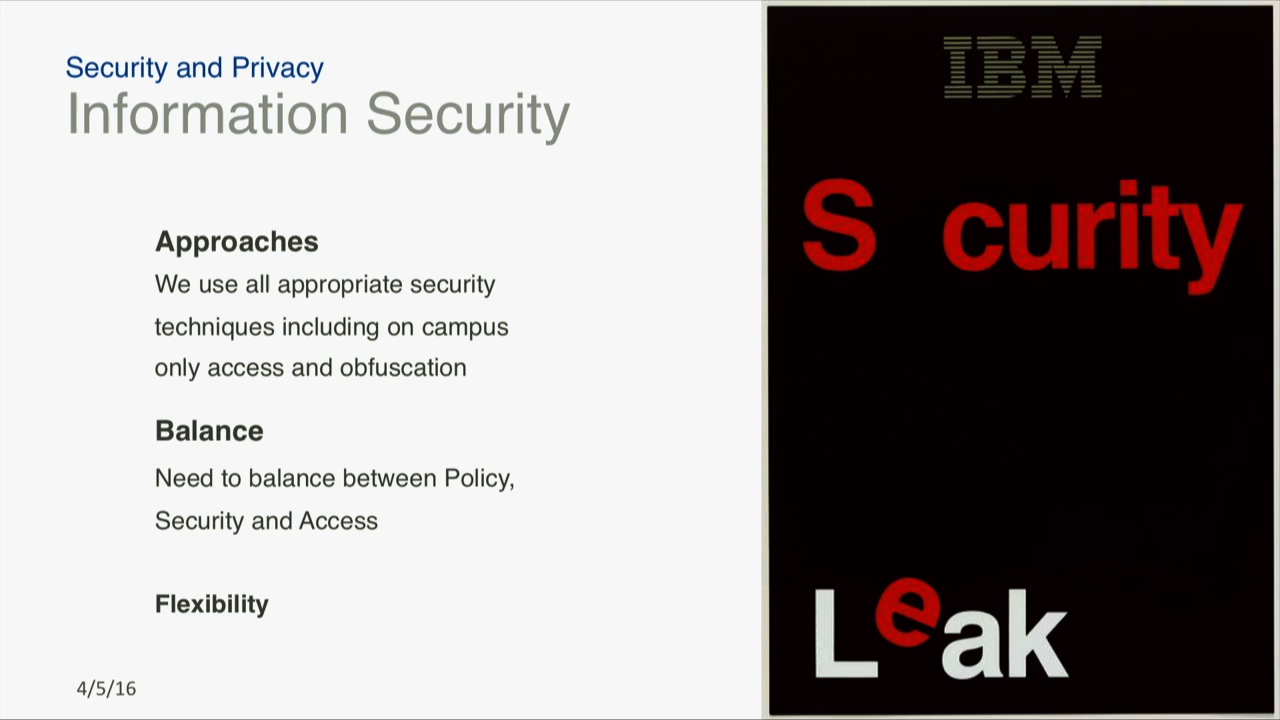 Security and Privacy
Information Security
Approaches
We use all appropriate security
techniques including on campus
only access and obfuscation
Balance
Need to balance between Policy,
Security and Access
Flexibility
4/5/16
IBM
S curity
Leak